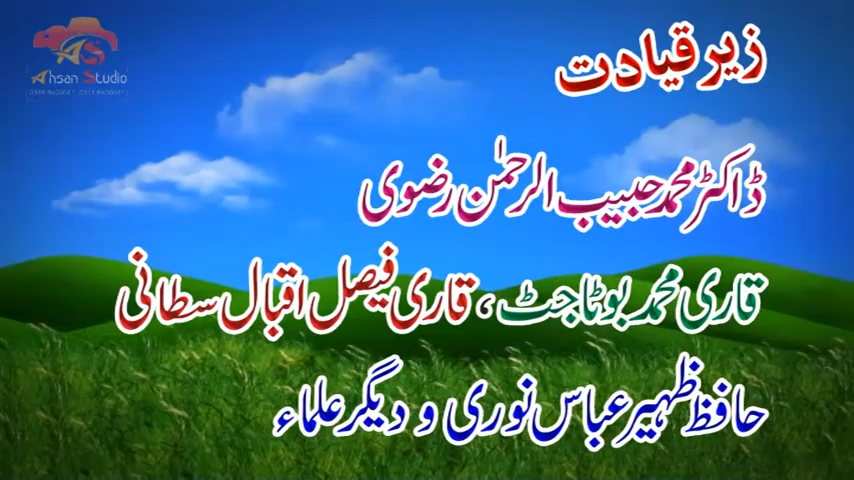 AS
Ahsan Studio
زیر قیادت
ڈاکٹر محمد حبیب الرحمٰن رضوی
قاری محمد بوٹا جٹ، قاری فیصل اقبال سطانی
حافظ ظہیر عباس نوری و دیگر علماء